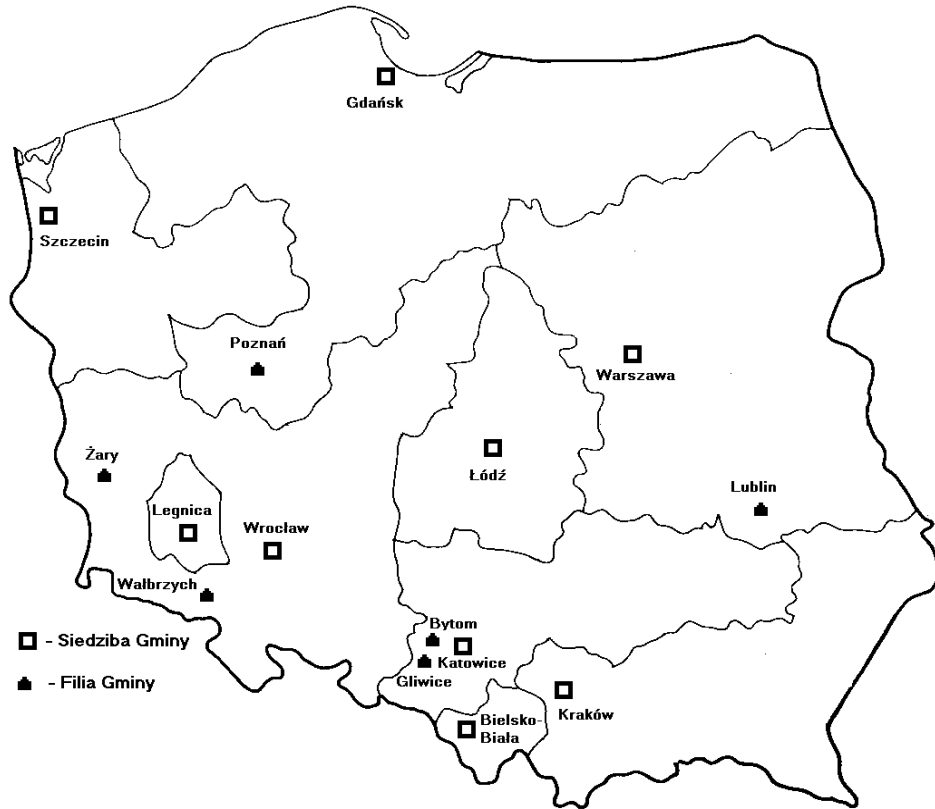 Gdańsk
Szczecin
Poznań
Warszawa
Żary
Łódź
Lublin
Legnica
Wrocław
Wałbrzych
Bytom
- Siedziba Gminy
Katowice
Gliwice
- Filia Gminy
Kraków
Bielsko-
Biała